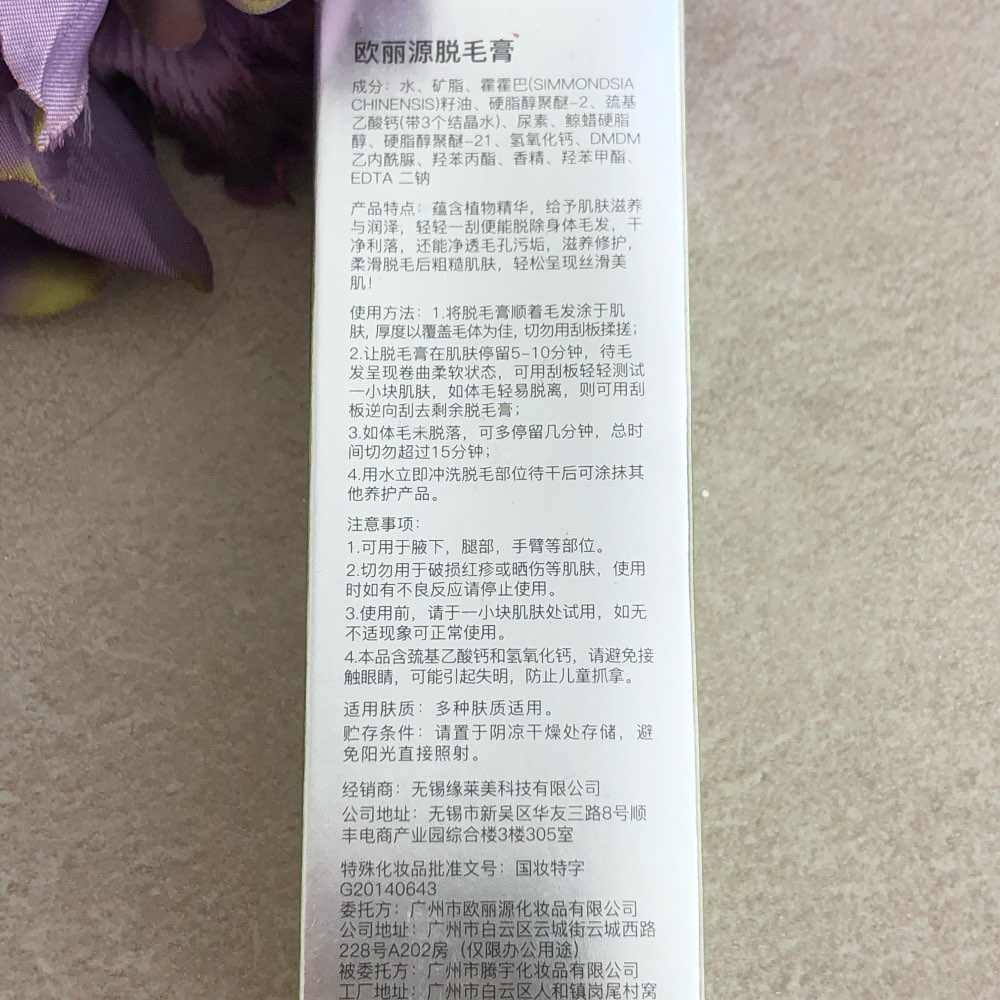 欧丽源脱毛膏
成分：水、矿脂、霍霍巴(SIMMONDSIA
CHINENSIS)籽油、硬脂醇聚醚-2、巯基
乙酸钙(带3个结晶水)、尿素、鲸蜡硬脂
醇、硬脂醇聚醚-21、氢氧化钙、DMDM
乙内酰脲、羟苯丙酯、香精、羟苯甲酯、
EDTA 二钠
产品特点：蕴含植物精华，给予肌肤滋养
与润泽，轻轻一刮便能脱除身体毛发，干
净利落，还能净透毛孔污垢，滋养修护，
柔滑脱毛后粗糙肌肤，轻松呈现丝滑美
肌！
使用方法：1.将脱毛膏顺着毛发涂于肌
肤，厚度以覆盖毛体为佳，切勿用刮板揉搓；
2.让脱毛膏在肌肤停留5-10分钟，待毛
发呈现卷曲柔软状态，可用刮板轻轻测试
一小块肌肤，如体毛轻易脱离，则可用刮
板逆向刮去剩余脱毛膏；
3.如体毛未脱落，可多停留几分钟，总时
间切勿超过15分钟；
4.用水立即冲洗脱毛部位待干后可涂抹其
他养护产品。
注意事项：
1.可用于腋下，腿部，手臂等部位。
2.切勿用于破损红疹或晒伤等肌肤，使用
时如有不良反应请停止使用。
3.使用前，请于一小块肌肤处试用，如无
不适现象可正常使用。
4.本品含巯基乙酸钙和氢氧化钙，请避免接
触眼睛，可能引起失明，防止儿童抓拿。
适用肤质：多种肤质适用。
贮存条件：请置于阴凉干燥处存储，避
免阳光直接照射。
经销商：无锡缘莱美科技有限公司
公司地址：无锡市新吴区华友三路8号顺
丰电商产业园综合楼3楼305室
特殊化妆品批准文号：国妆特字
G20140643
委托方：广州市欧丽源化妆品有限公司
公司地址：广州市白云区云城街云城西路
228号A202房（仅限办公用途）
被委托方：广州市腾宇化妆品有限公司
工厂地址：广州市白云区人和镇岗尾村窝